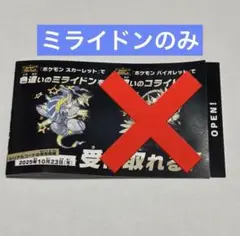 ミライドンのみ
『ポケモン スカーレット』で
色違いのミライドンを
『ポケモン バイオレット』で
違いのコライド
受け取れる
2025年10月23日(木)
OPEN!